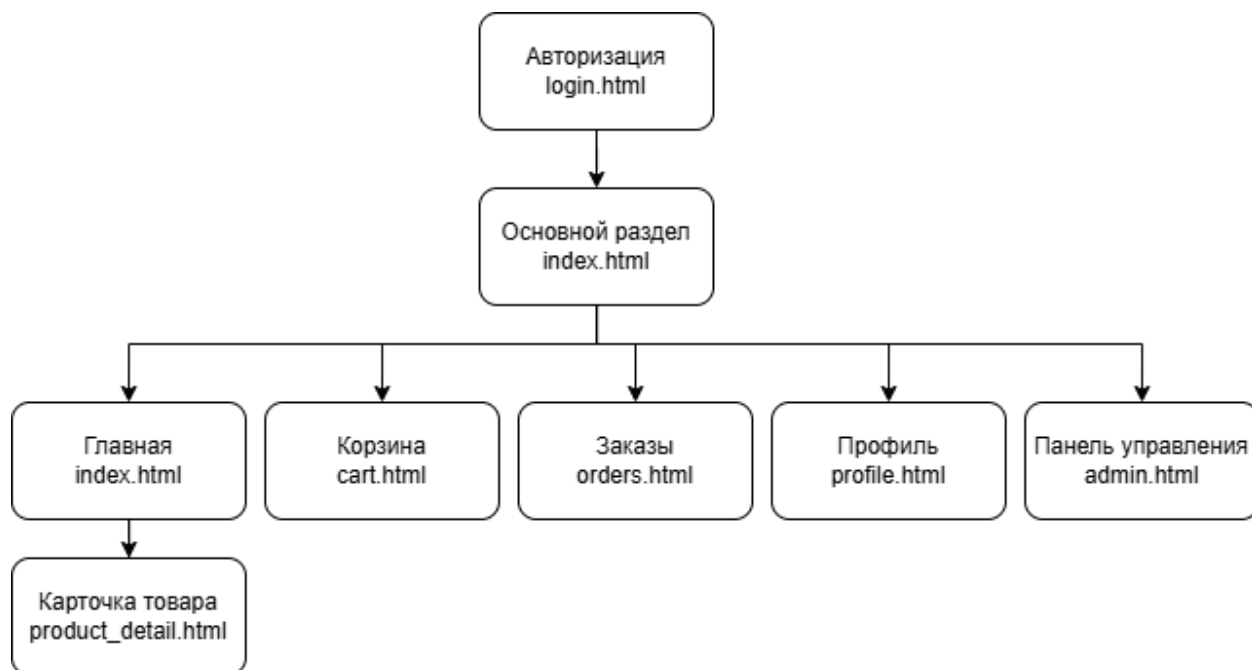 Авторизация
login.html
Основной раздел
index.html
Главная
index.html
Корзина
cart.html
Заказы
orders.html
Профиль
profile.html
Панель управления
admin.html
Карточка товара
product_detail.html